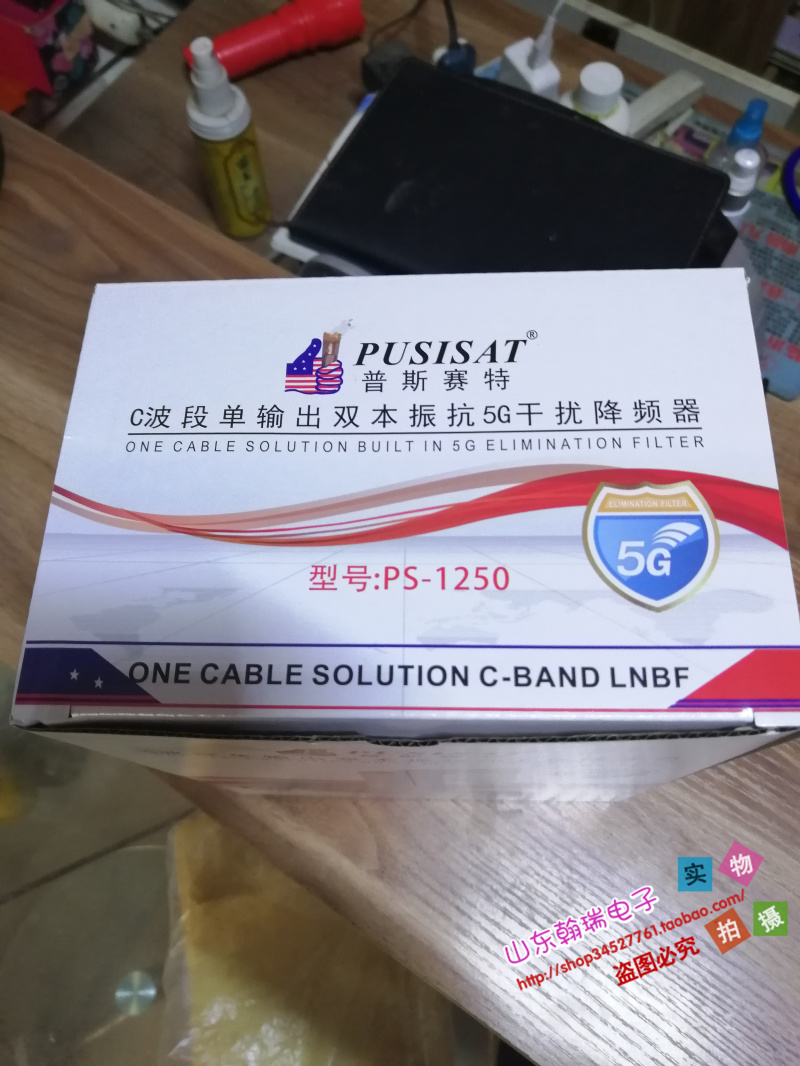 PUSISAT®
普斯赛特
C波段单输出双本振抗5G干扰降频器
ONE CABLE SOLUTION BUILT IN 5G ELIMINATION FILTER
ELIMINATION FILTER
5G
型号:PS-1250
ONE CABLE SOLUTION C-BAND LNBF
实物
拍摄
山东翰瑞电子
http://shop34527761.taobao.com/
盗图必究